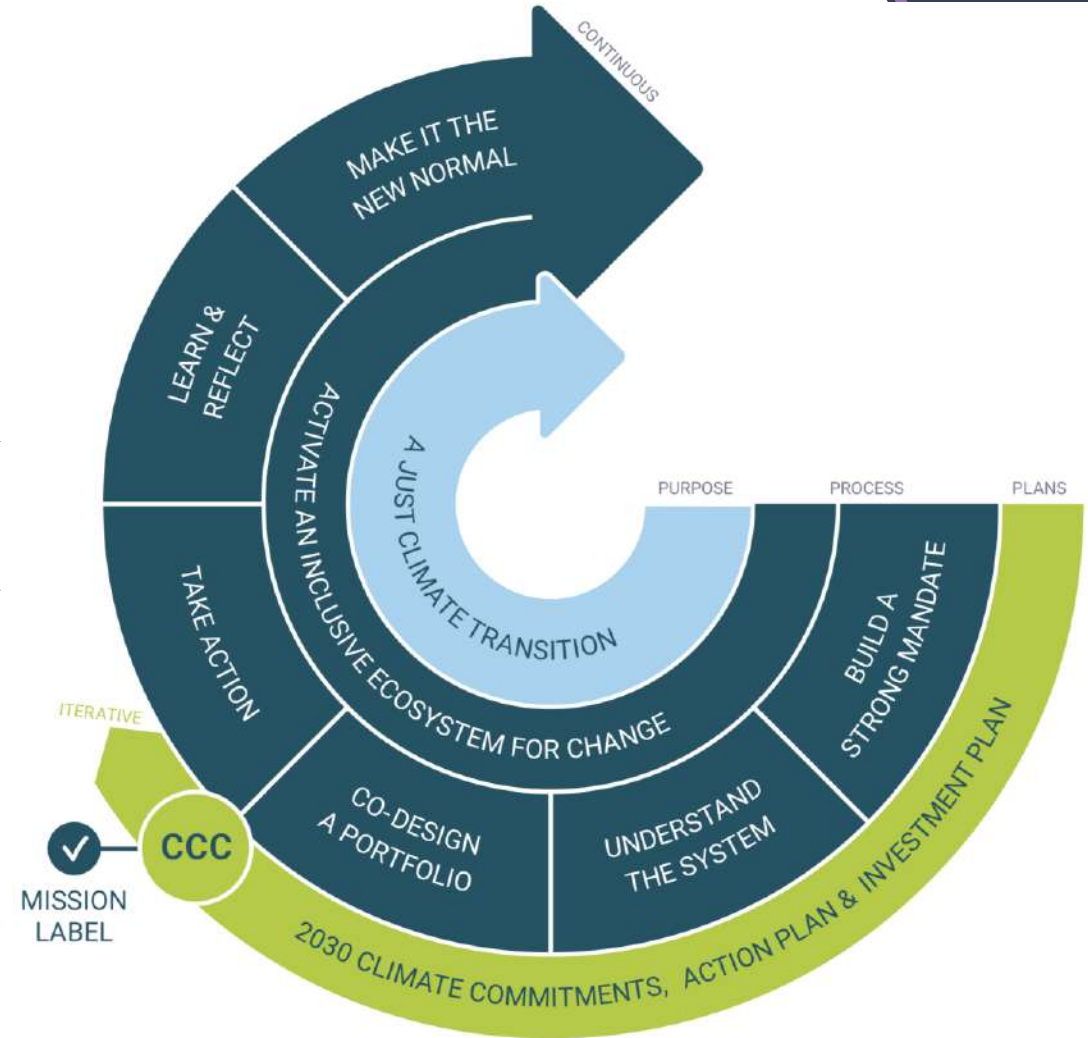 CONTINUOUS
MAKE IT THE
NEW NORMAL
LEARN &
REFLECT
TAKE ACTION
CO-DESIGN
A PORTFOLIO
UNDERSTAND
THE SYSTEM
BUILD A
STRONG MANDATE
ACTIVATE AN INCLUSIVE ECOSYSTEM FOR CHANGE
A JUST CLIMATE TRANSITION
PURPOSE
PROCESS
PLANS
ITERATIVE
CCC
MISSION
LABEL
2030 CLIMATE COMMITMENTS, ACTION PLAN & INVESTMENT PLAN